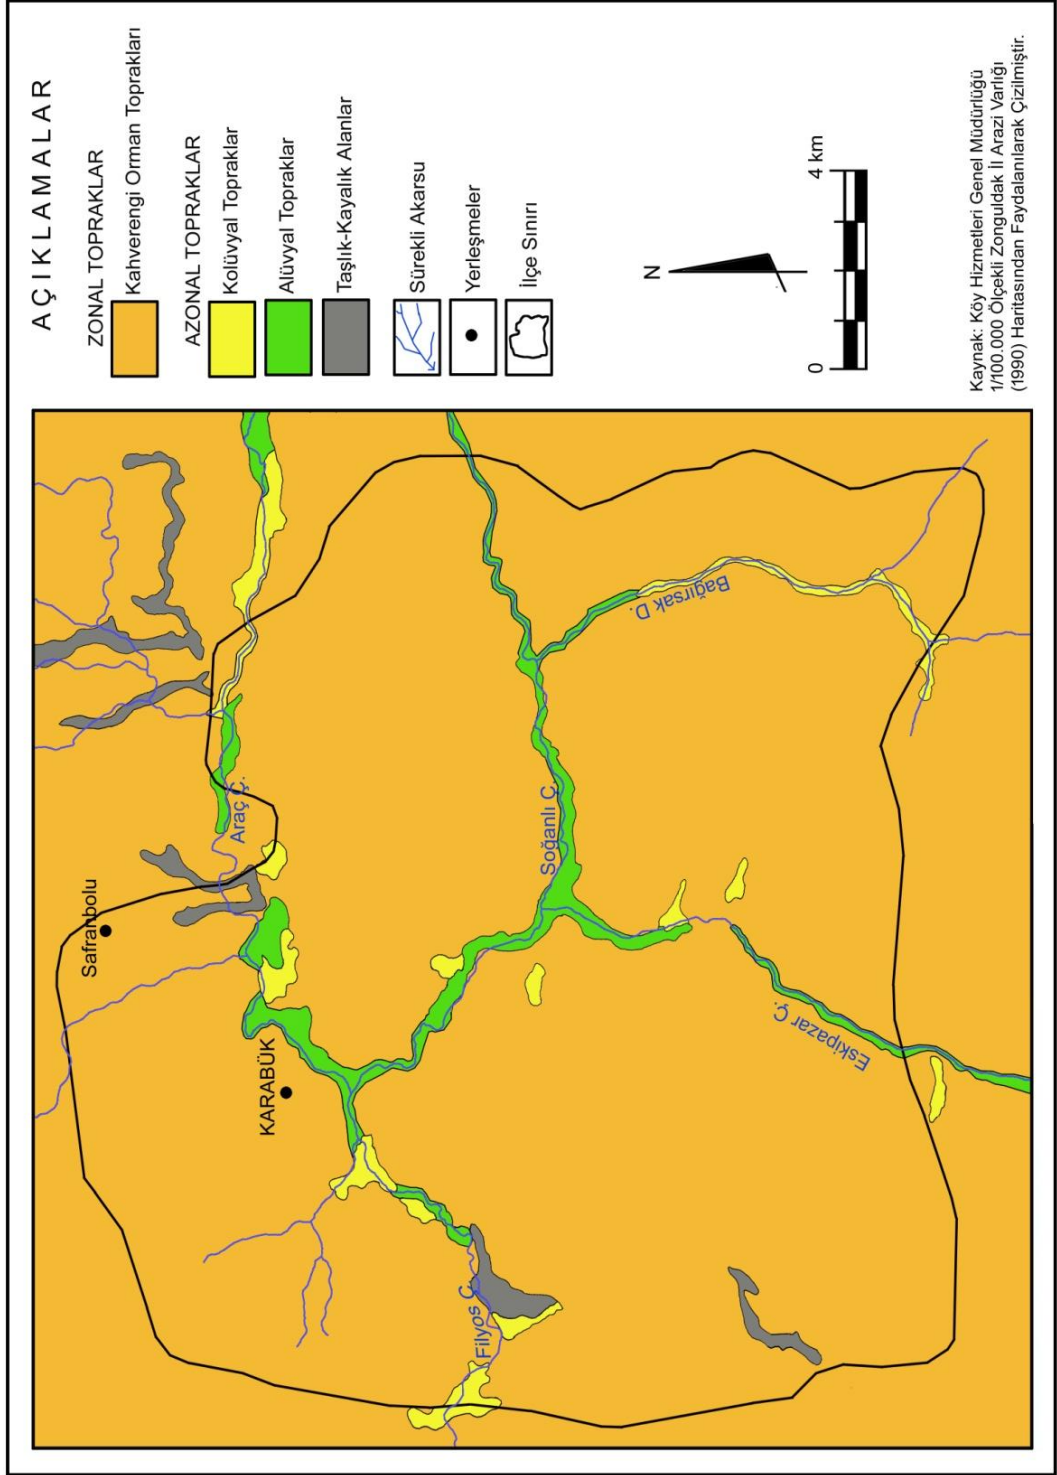 AÇIKLAMALAR
ZONAL TOPRAKLAR
Kahverengi Orman Toprakları
AZONAL TOPRAKLAR
Kolüvyal Topraklar
Alüvyal Topraklar
Taşlık-Kayalık Alanlar
Sürekli Akarsu
Yerleşmeler
İlçe Sınırı
N
0 4 km
Kaynak: Köy Hizmetleri Genel Müdürlüğü
1/100.000 Ölçekli Zonguldak İl Arazi Varlığı
(1990) Haritasından Faydalanılarak Çizilmiştir.
Safranbolu
Araç Ç.
KARABÜK
Filyos Ç.
Soğanlı Ç.
Bağırsak D.
Eskipazar Ç.